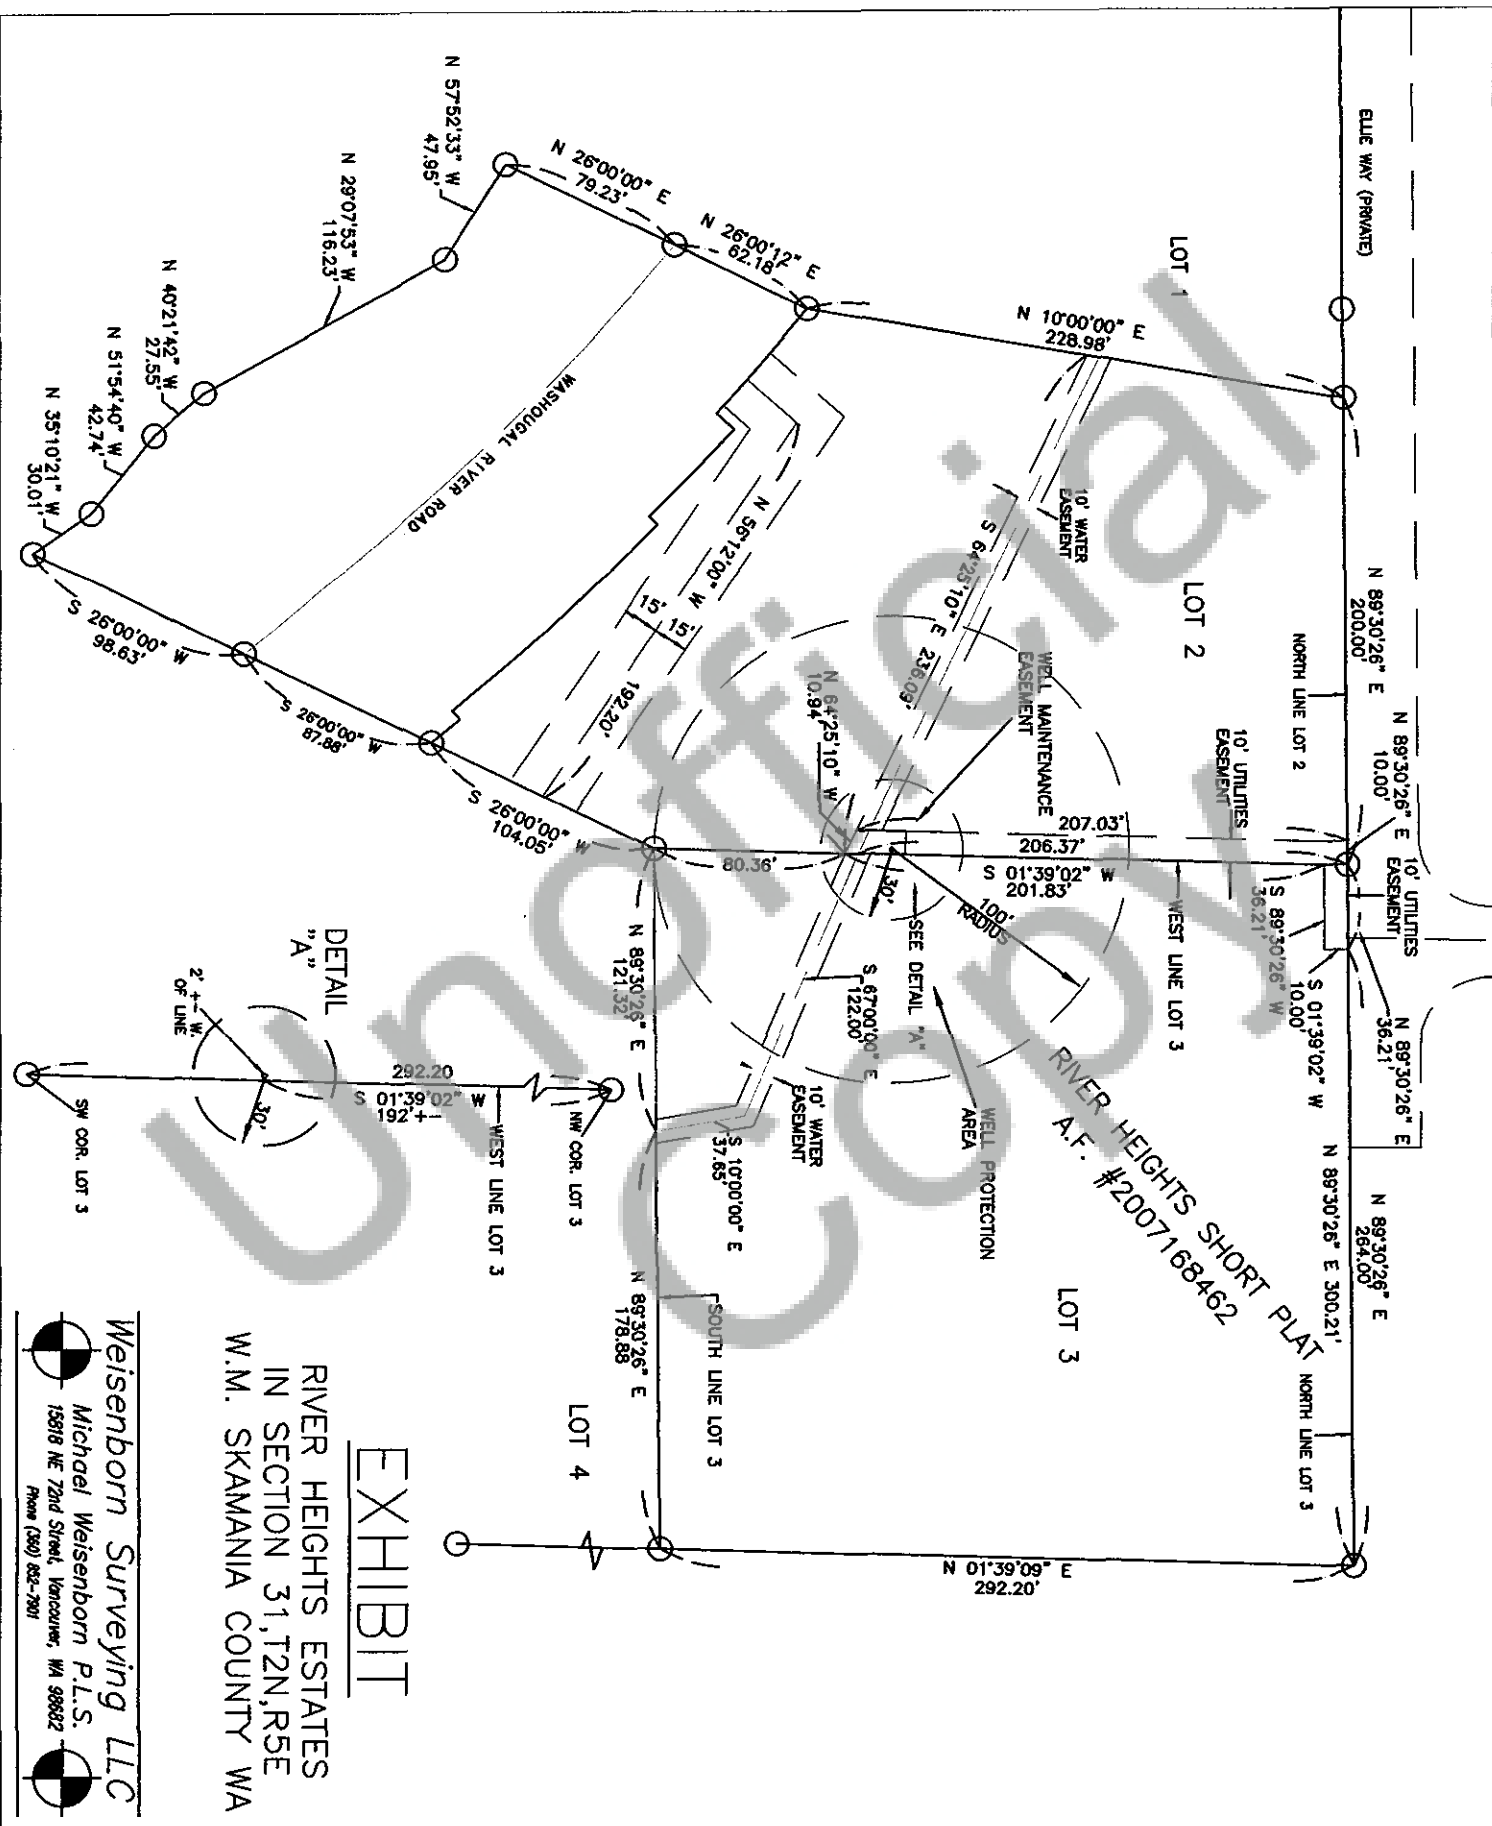 ELLIE WAY (PRIVATE)
LOT 1
N 89°30'26" E
200.00'
NORTH LINE LOT 2
LOT 2
N 89°30'26" E
10.00'
10' UTILITIES
EASEMENT
10' UTILITIES
EASEMENT
S 89°30'26" W
36.21'
S 01°39'02" W
10.00'
N 89°30'26" E
36.21'
N 89°30'26" E
264.00'
N 89°30'26" E 300.21'
NORTH LINE LOT 3
N 57°52'33" W
47.95'
N 26°00'00" E
79.23'
N 26°00'12" E
62.18'
N 10°00'00" E
228.98'
N 29°07'53" W
116.23'
N 40°21'42" W
27.55'
N 51°54'40" W
42.74'
N 35°10'21" W
30.01'
WASHOUGAL RIVER ROAD
S 26°00'00" W
98.63'
S 26°00'00" W
87.88'
S 26°00'00" W
104.05'
N 56°12'00" W
192.20'
15'
15'
10' WATER
EASEMENT
S 64°25'10" E 236.09'
N 64°25'10" W
10.94'
WELL MAINTENANCE
EASEMENT
207.03'
206.37'
S 01°39'02" W
201.83'
80.36'
30'
100'
RADIUS
WEST LINE LOT 3
SEE DETAIL "A"
S 67°00'00" E
122.00'
WELL PROTECTION
AREA
10' WATER
EASEMENT
S 10°00'00" E
37.65'
RIVER HEIGHTS SHORT PLAT
A.F. #2007168462
LOT 3
N 89°30'26" E
121.32'
N 89°30'26" E
178.88
SOUTH LINE LOT 3
LOT 4
N 01°39'09" E
292.20'
DETAIL
"A"
2' +- W.
OF LINE
30'
292.20
S 01°39'02" W
192'+-
WEST LINE LOT 3
NW COR. LOT 3
SW COR. LOT 3
EXHIBIT
RIVER HEIGHTS ESTATES
IN SECTION 31,T2N,R5E
W.M. SKAMANIA COUNTY WA
Weisenborn Surveying LLC
Michael Weisenborn P.L.S.
15818 NE 72nd Street, Vancouver, WA 98682
Phone (360) 892-7901
Unofficial
Copy